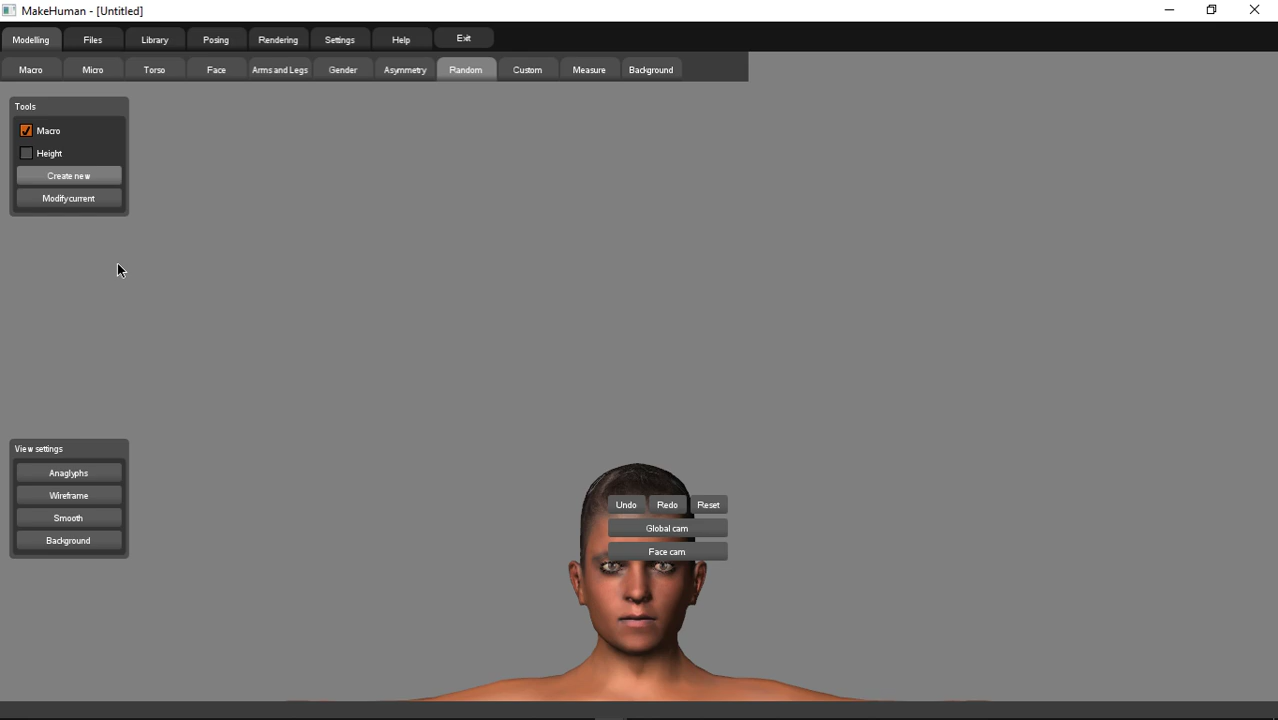 MakeHuman - [Untitled]
Modelling Files Library Posing Rendering Settings Help Exit
Macro Micro Torso Face Arms and Legs Gender Asymmetry Random Custom Measure Background
Tools
Macro
Height
Create new
Modify current
View settings
Anaglyphs
Wireframe
Smooth
Background
Undo Redo Reset
Global cam
Face cam